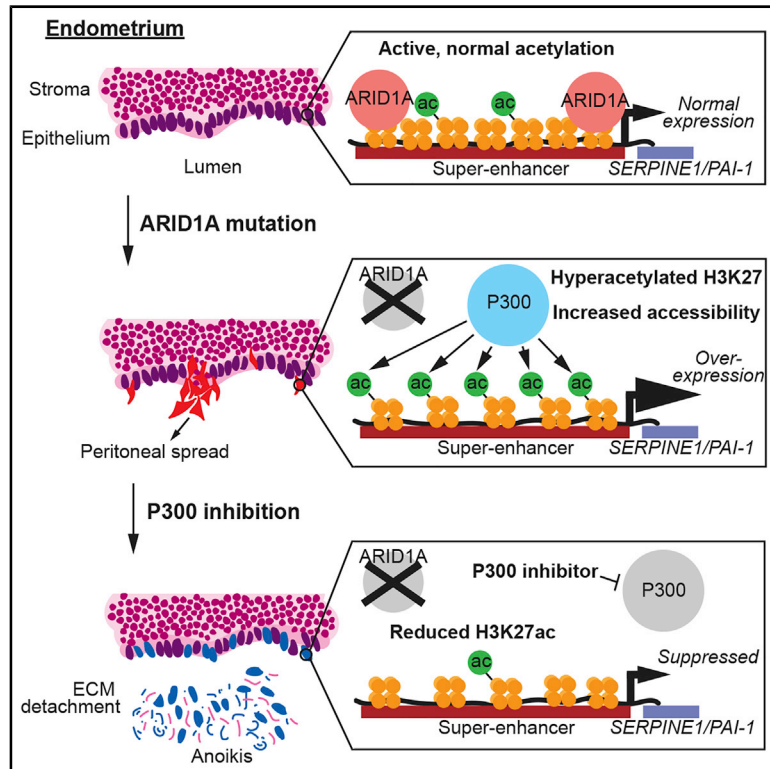 Endometrium
Stroma
Epithelium
Lumen
Active, normal acetylation
ARID1A
ac
ac
ARID1A
Normal
expression
Super-enhancer
SERPINE1/PAI-1
ARID1A mutation
Peritoneal spread
ARID1A
P300
Hyperacetylated H3K27
Increased accessibility
ac
ac
ac
ac
ac
Over-
expression
Super-enhancer
SERPINE1/PAI-1
P300 inhibition
ECM
detachment
Anoikis
ARID1A
P300 inhibitor
P300
Reduced H3K27ac
ac
Suppressed
Super-enhancer
SERPINE1/PAI-1